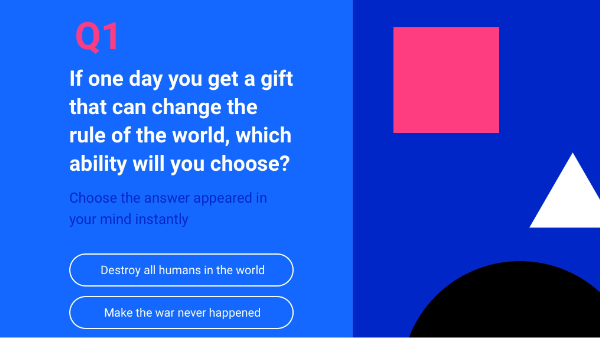 Q1
If one day you get a gift
that can change the
rule of the world, which
ability will you choose?
Choose the answer appeared in
your mind instantly
Destroy all humans in the world
Make the war never happened